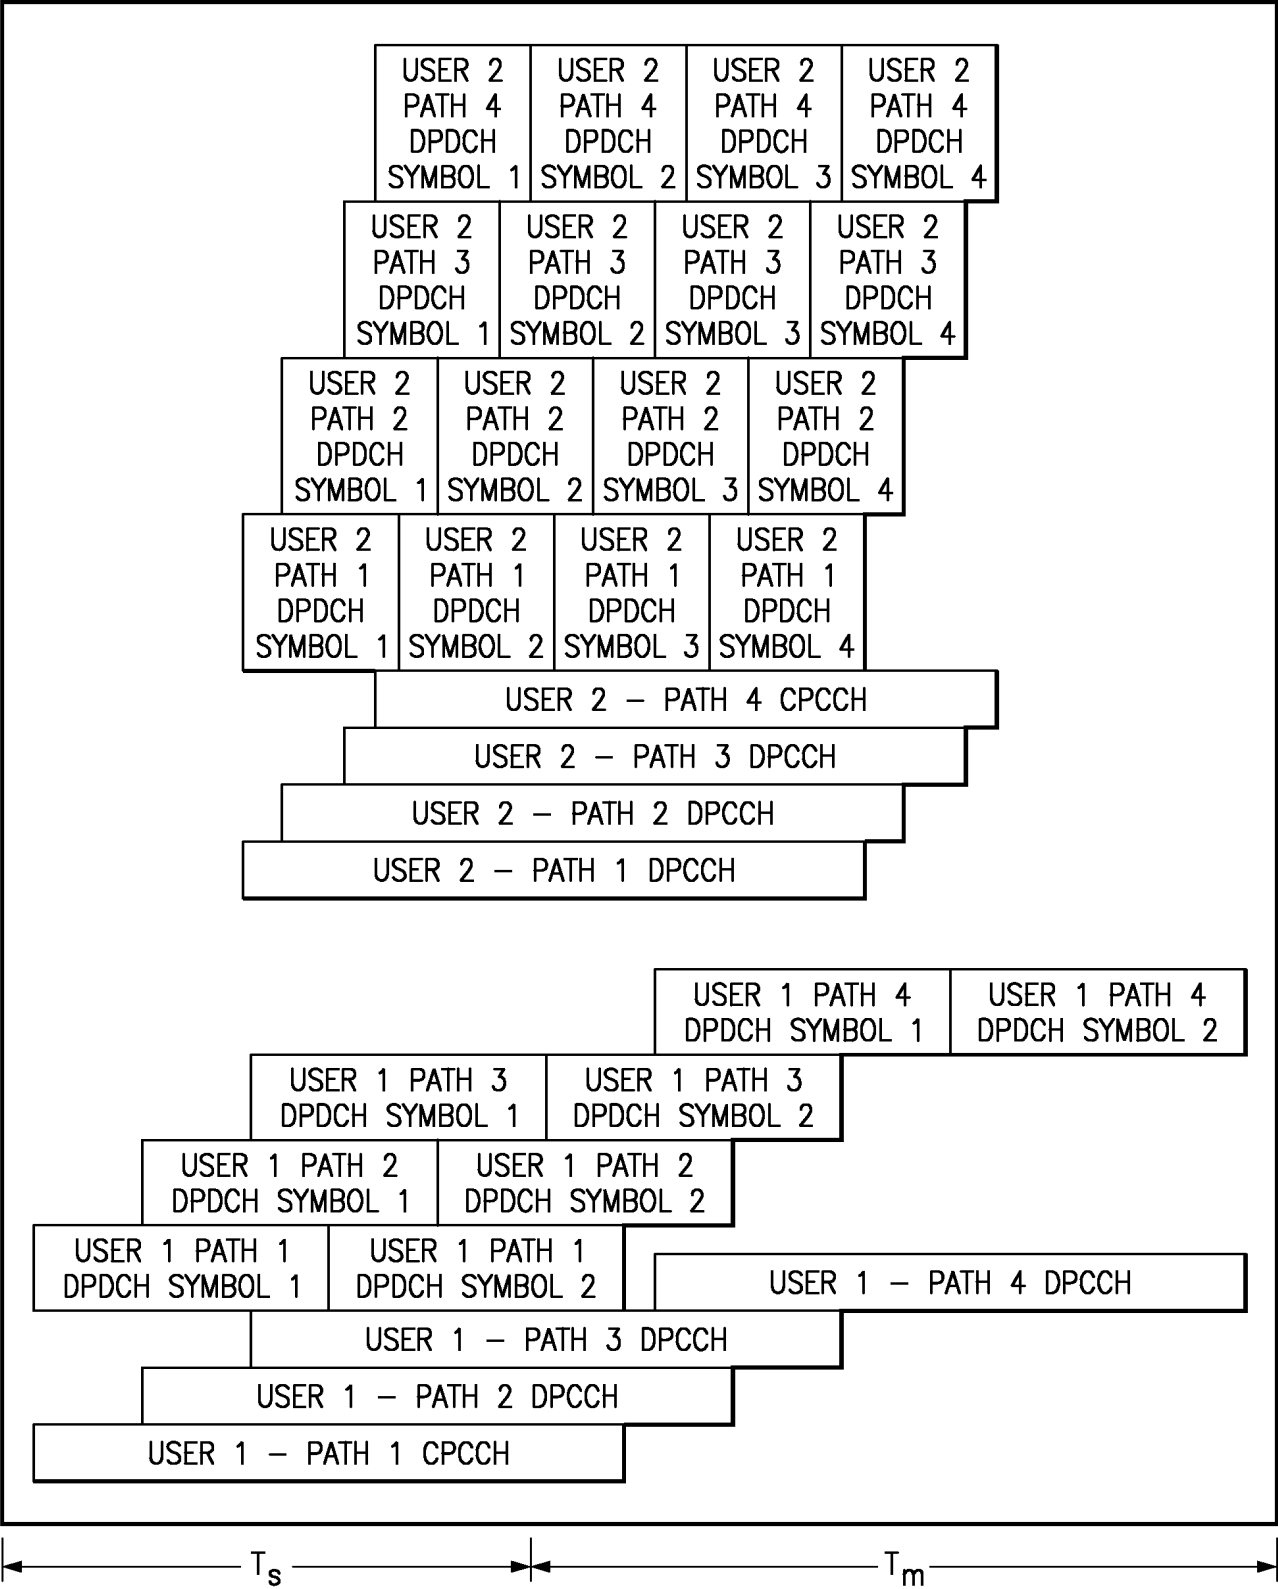 USER 2
PATH 4
DPDCH
SYMBOL 1
USER 2
PATH 4
DPDCH
SYMBOL 2
USER 2
PATH 4
DPDCH
SYMBOL 3
USER 2
PATH 4
DPDCH
SYMBOL 4
USER 2
PATH 3
DPDCH
SYMBOL 1
USER 2
PATH 3
DPDCH
SYMBOL 2
USER 2
PATH 3
DPDCH
SYMBOL 3
USER 2
PATH 3
DPDCH
SYMBOL 4
USER 2
PATH 2
DPDCH
SYMBOL 1
USER 2
PATH 2
DPDCH
SYMBOL 2
USER 2
PATH 2
DPDCH
SYMBOL 3
USER 2
PATH 2
DPDCH
SYMBOL 4
USER 2
PATH 1
DPDCH
SYMBOL 1
USER 2
PATH 1
DPDCH
SYMBOL 2
USER 2
PATH 1
DPDCH
SYMBOL 3
USER 2
PATH 1
DPDCH
SYMBOL 4
USER 2 – PATH 4 CPCCH
USER 2 – PATH 3 DPCCH
USER 2 – PATH 2 DPCCH
USER 2 – PATH 1 DPCCH
USER 1 PATH 4
DPDCH SYMBOL 1
USER 1 PATH 4
DPDCH SYMBOL 2
USER 1 PATH 3
DPDCH SYMBOL 1
USER 1 PATH 3
DPDCH SYMBOL 2
USER 1 PATH 2
DPDCH SYMBOL 1
USER 1 PATH 2
DPDCH SYMBOL 2
USER 1 PATH 1
DPDCH SYMBOL 1
USER 1 PATH 1
DPDCH SYMBOL 2
USER 1 – PATH 4 DPCCH
USER 1 – PATH 3 DPCCH
USER 1 – PATH 2 DPCCH
USER 1 – PATH 1 CPCCH
Ts
Tm